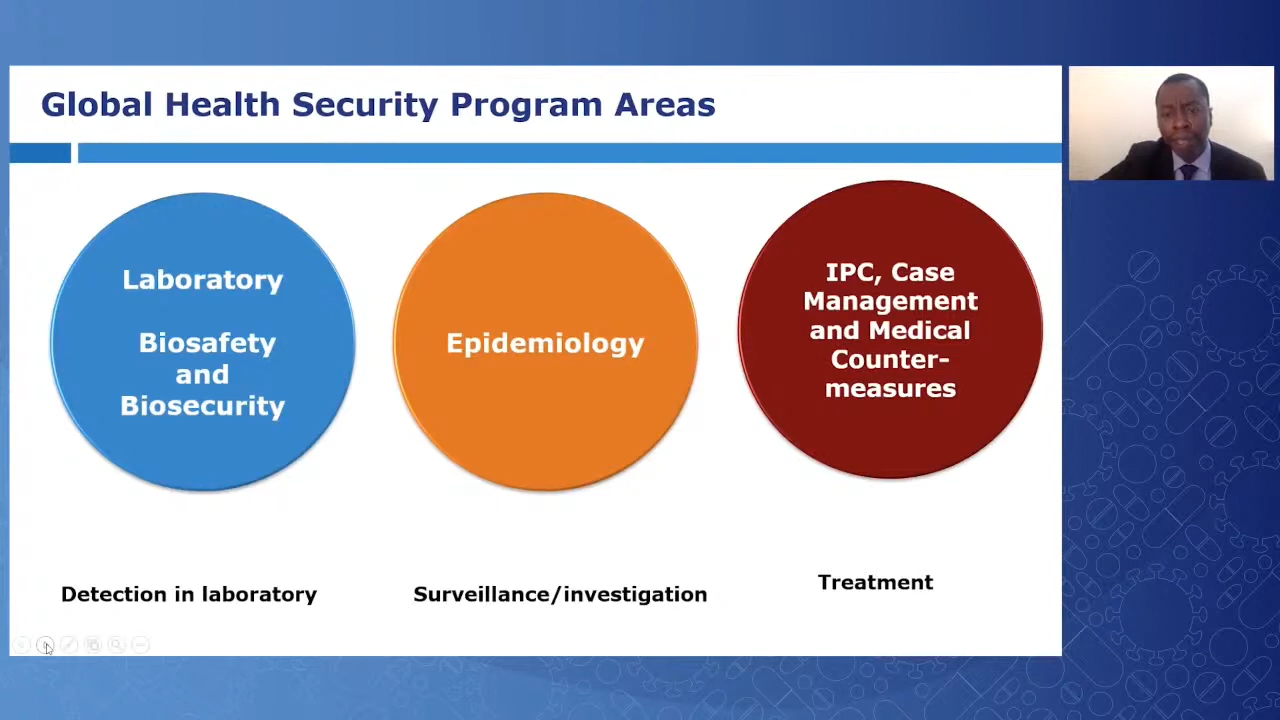 Global Health Security Program Areas
Laboratory
Biosafety
and
Biosecurity
Epidemiology
IPC, Case
Management
and Medical
Counter-
measures
Detection in laboratory
Surveillance/investigation
Treatment